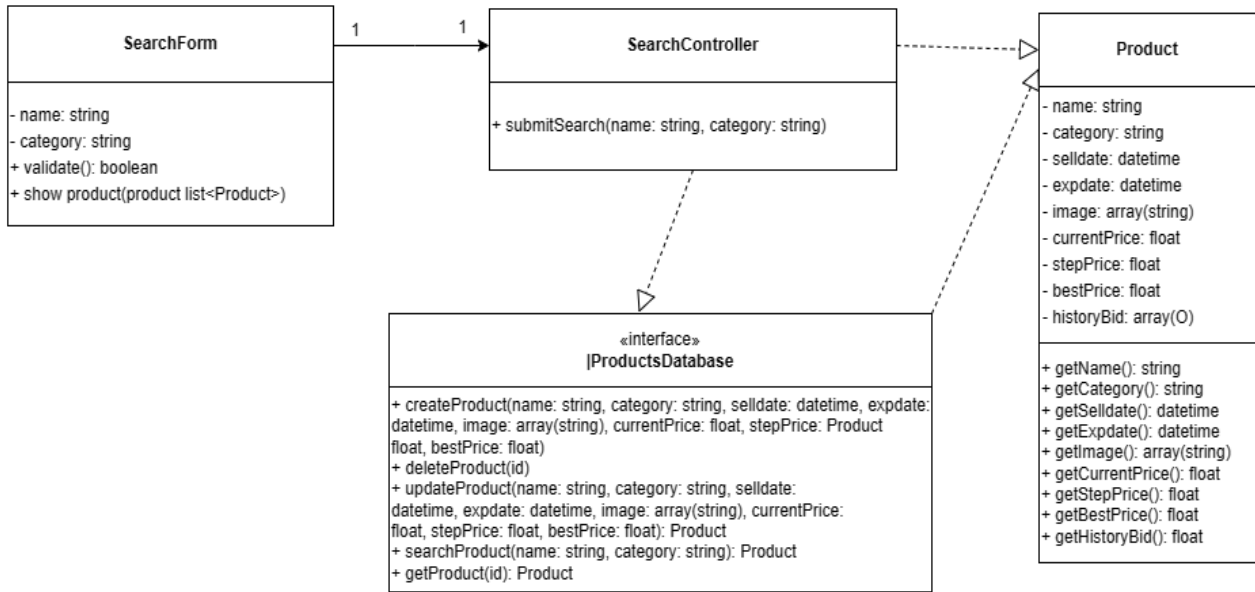 SearchForm
- name: string
- category: string
+ validate(): boolean
+ show product(product list<Product>)
1
1
SearchController
+ submitSearch(name: string, category: string)
Product
- name: string
- category: string
- selldate: datetime
- expdate: datetime
- image: array(string)
- currentPrice: float
- stepPrice: float
- bestPrice: float
- historyBid: array(O)
+ getName(): string
+ getCategory(): string
+ getSelldate(): datetime
+ getExpdate(): datetime
+ getImage(): array(string)
+ getCurrentPrice(): float
+ getStepPrice(): float
+ getBestPrice(): float
+ getHistoryBid(): float
«interface»
|ProductsDatabase
+ createProduct(name: string, category: string, selldate: datetime, expdate:
datetime, image: array(string), currentPrice: float, stepPrice: Product
float, bestPrice: float)
+ deleteProduct(id)
+ updateProduct(name: string, category: string, selldate:
datetime, expdate: datetime, image: array(string), currentPrice:
float, stepPrice: float, bestPrice: float): Product
+ searchProduct(name: string, category: string): Product
+ getProduct(id): Product